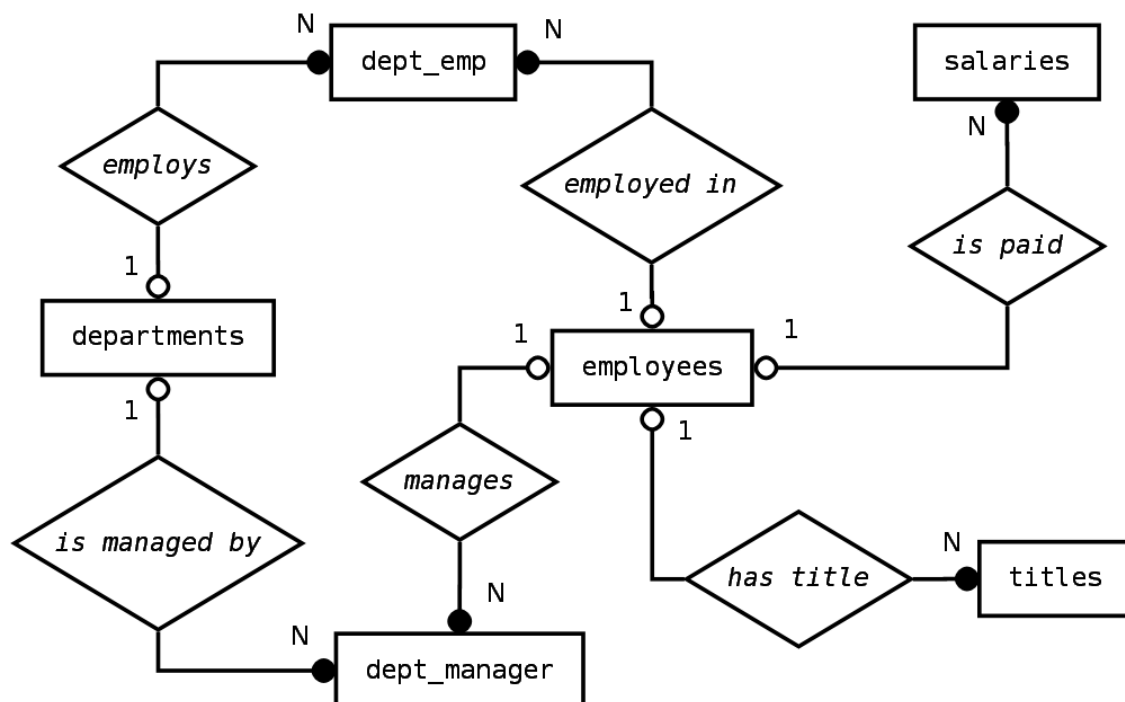 N
dept_emp
N
salaries
N
employs
employed in
is paid
1
1
departments
1
employees
1
1
1
manages
is managed by
N
has title
N
titles
N
dept_manager